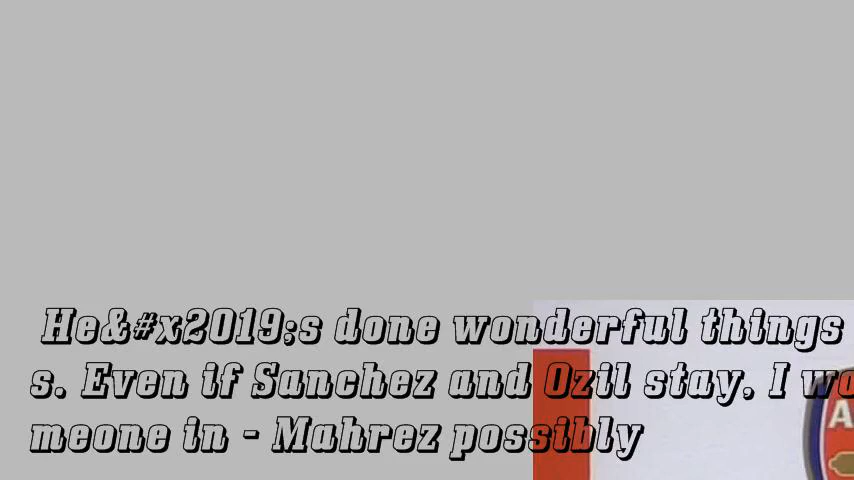 He&#x2019;s done wonderful things
s. Even if Sanchez and Ozil stay, I wo
meone in - Mahrez possibly
A